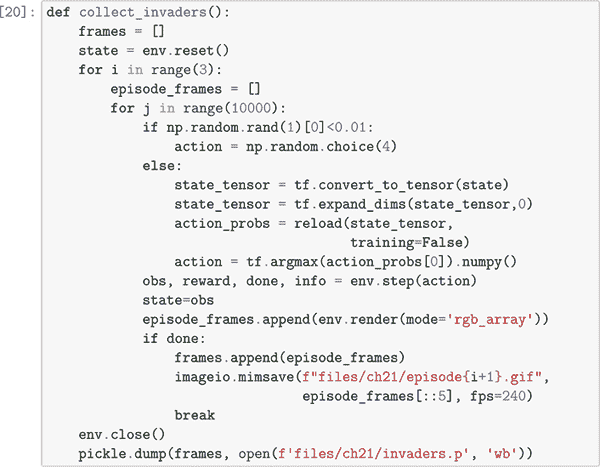 [20]: def collect_invaders():
    frames = []
    state = env.reset()
    for i in range(3):
        episode_frames = []
        for j in range(10000):
            if np.random.rand(1)[0]<0.01:
                action = np.random.choice(4)
            else:
                state_tensor = tf.convert_to_tensor(state)
                state_tensor = tf.expand_dims(state_tensor,0)
                action_probs = reload(state_tensor,
                                      training=False)
                action = tf.argmax(action_probs[0]).numpy()
            obs, reward, done, info = env.step(action)
            state=obs
            episode_frames.append(env.render(mode='rgb_array'))
            if done:
                frames.append(episode_frames)
                imageio.mimsave(f"files/ch21/episode{i+1}.gif",
                                episode_frames[::5], fps=240)
                break
    env.close()
    pickle.dump(frames, open(f'files/ch21/invaders.p', 'wb'))